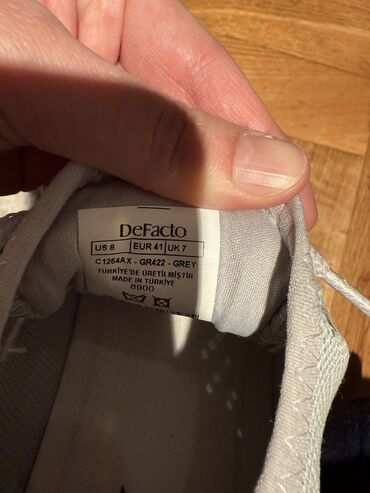 DeFacto
US 8 EUR 41 UK 7
C1254AX - GR422 - GREY
TÜRKİYE'DE ÜRETİLMİŞTİR
MADE IN TÜRKİYE
8900